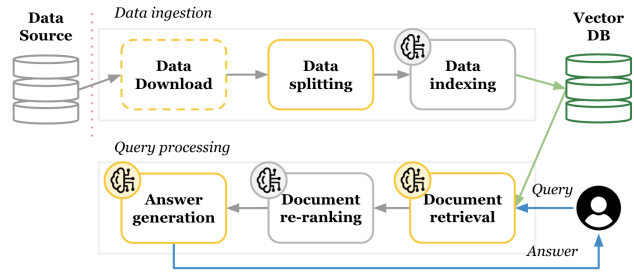 Data
Source
Data ingestion
Vector
DB
Data
Download
Data
splitting
Data
indexing
Query processing
Answer
generation
Document
re-ranking
Document
retrieval
Query
Answer